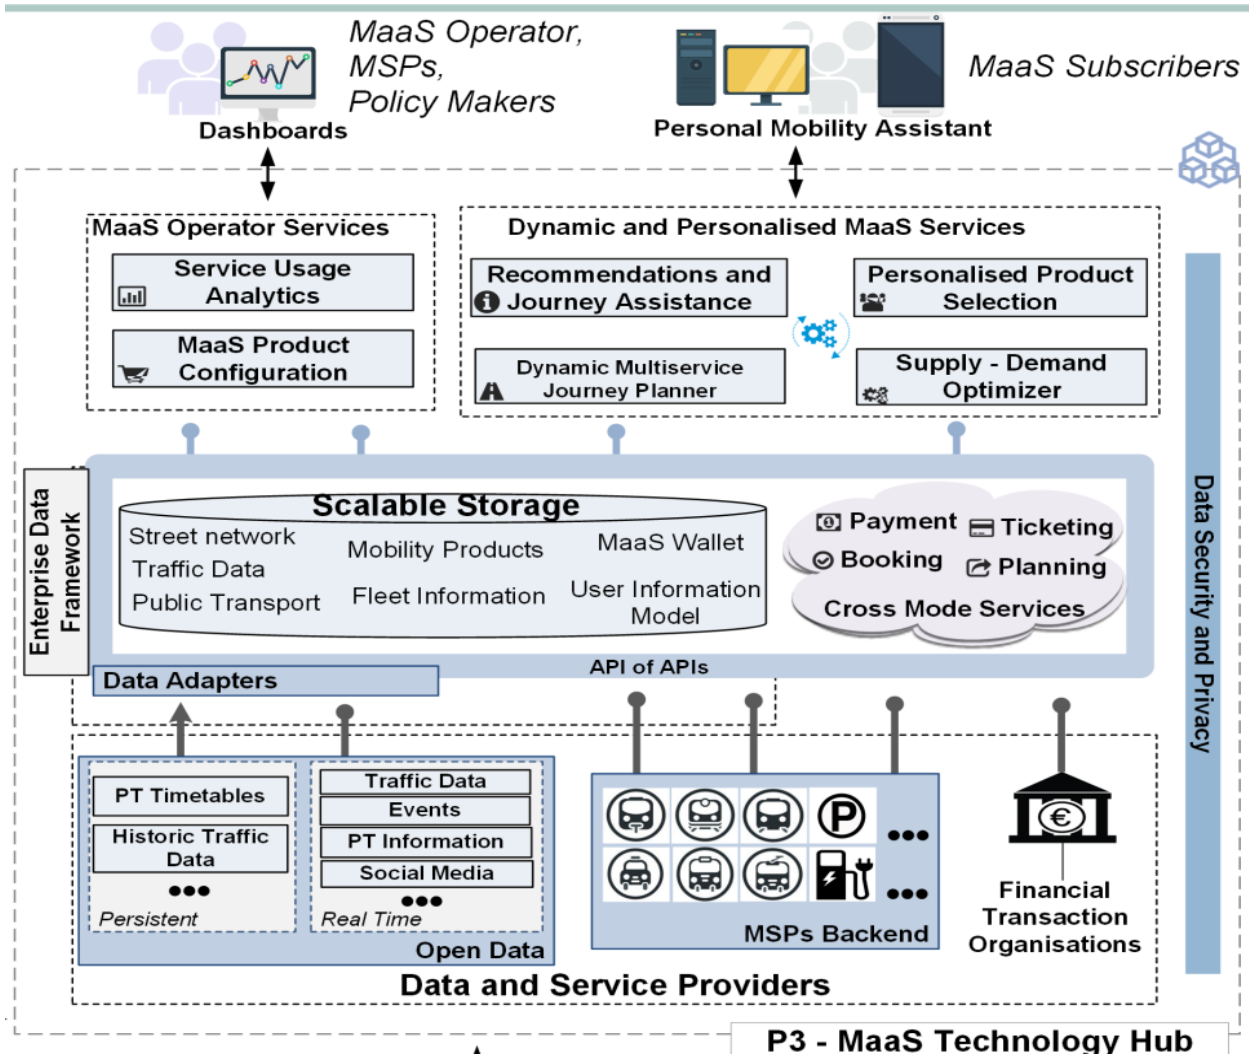 MaaS Operator,
MSPs,
Policy Makers
Dashboards
MaaS Subscribers
Personal Mobility Assistant
MaaS Operator Services
Service Usage
Analytics
MaaS Product
Configuration
Dynamic and Personalised MaaS Services
Recommendations and
Journey Assistance
Personalised Product
Selection
Dynamic Multiservice
Journey Planner
Supply - Demand
Optimizer
Enterprise Data
Framework
Scalable Storage
Street network
Traffic Data
Public Transport
Mobility Products
Fleet Information
MaaS Wallet
User Information
Model
Payment
Ticketing
Booking
Planning
Cross Mode Services
API of APIs
Data Adapters
Data Security and Privacy
PT Timetables
Historic Traffic
Data
●●●
Persistent
Traffic Data
Events
PT Information
Social Media
●●●
Real Time
Open Data
P
●●●
●●●
MSPs Backend
€
Financial
Transaction
Organisations
Data and Service Providers
P3 - MaaS Technology Hub